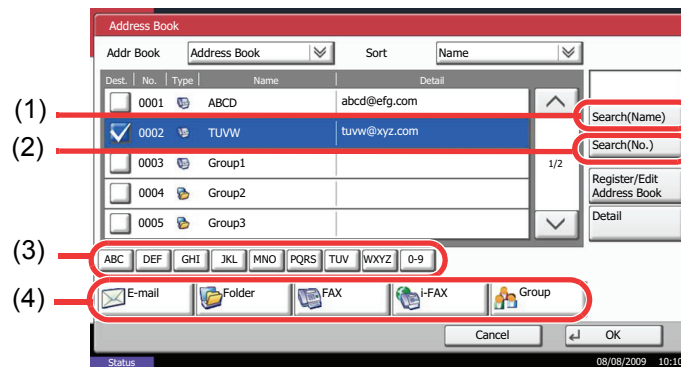 Address Book
Addr Book Address Book Sort Name
Dest. No. Type Name Detail
0001 ABCD abcd@efg.com
(1) Search(Name)
0002 TUVW tuvw@xyz.com
(2) Search(No.)
0003 Group1 1/2
Register/Edit
Address Book
0004 Group2
Detail
0005 Group3
(3) ABC DEF GHI JKL MNO PQRS TUV WXYZ 0-9
(4) E-mail Folder FAX i-FAX Group
Cancel OK
Status 08/08/2009 10:10